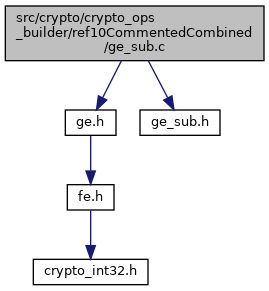 src/crypto/crypto_ops
_builder/ref10CommentedCombined
/ge_sub.c
ge.h
ge_sub.h
fe.h
crypto_int32.h